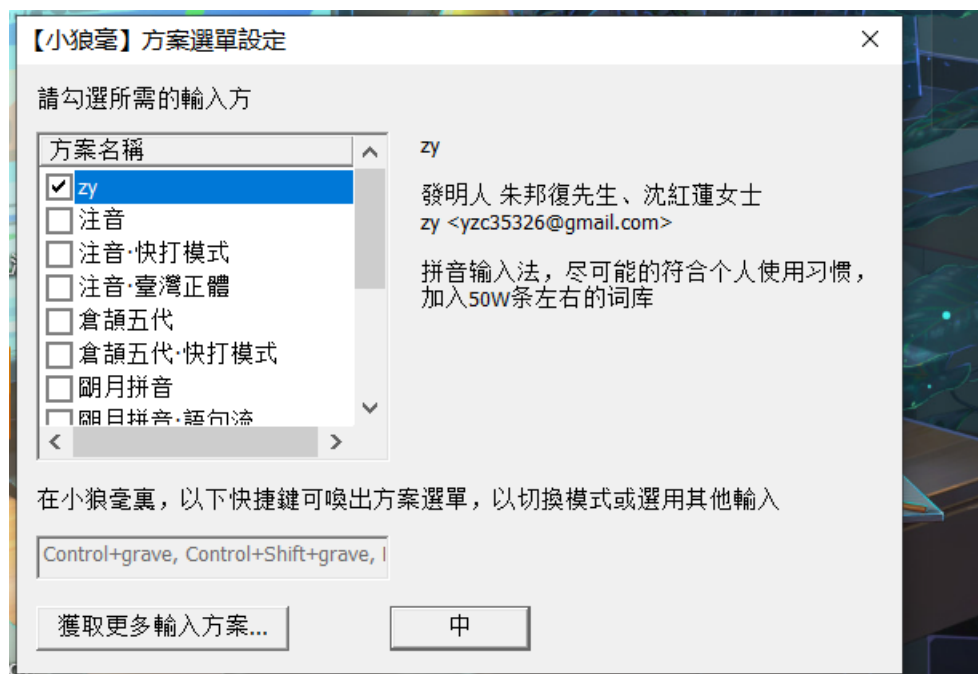 【小狼毫】方案選單設定
請勾選所需的輸入方
方案名稱
zy
注音
注音·快打模式
注音·臺灣正體
倉頡五代
倉頡五代·快打模式
朙月拼音
朙月拼音·語句流
zy
發明人 朱邦復先生、沈紅蓮女士
zy <yzc35326@gmail.com>
拼音输入法，尽可能的符合个人使用习惯，
加入50W条左右的词库
在小狼毫裏，以下快捷鍵可喚出方案選單，以切換模式或選用其他輸入
Control+grave, Control+Shift+grave,
獲取更多輸入方案...
中